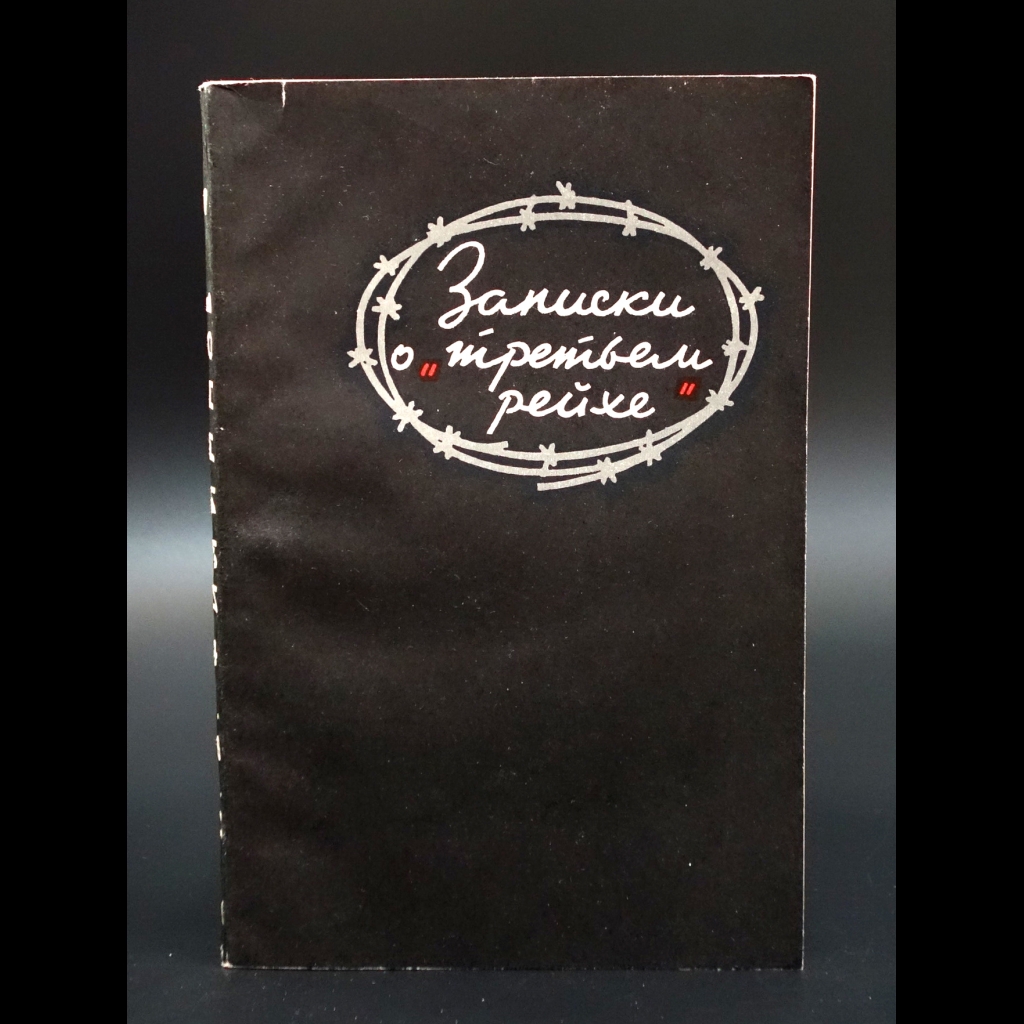 Записки
о „третьем
рейхе"